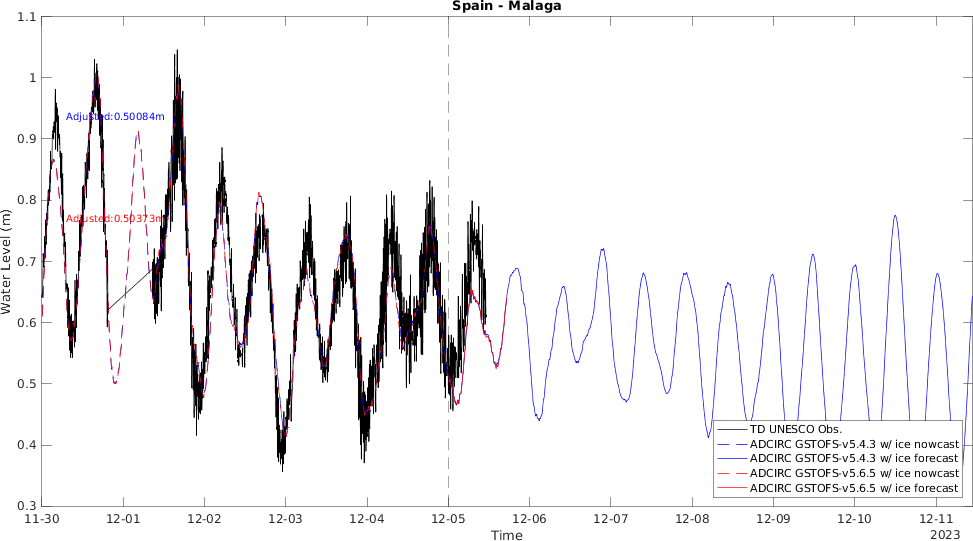 Spain - Malaga
1.1
1
0.9
0.8
0.7
0.6
0.5
0.4
0.3
Water Level (m)
Adjusted:0.50084m
Adjusted:0.50373m
TD UNESCO Obs.
ADCIRC GSTOFS-v5.4.3 w/ ice nowcast
ADCIRC GSTOFS-v5.4.3 w/ ice forecast
ADCIRC GSTOFS-v5.6.5 w/ ice nowcast
ADCIRC GSTOFS-v5.6.5 w/ ice forecast
11-30 12-01 12-02 12-03 12-04 12-05 12-06 12-07 12-08 12-09 12-10 12-11
Time
2023